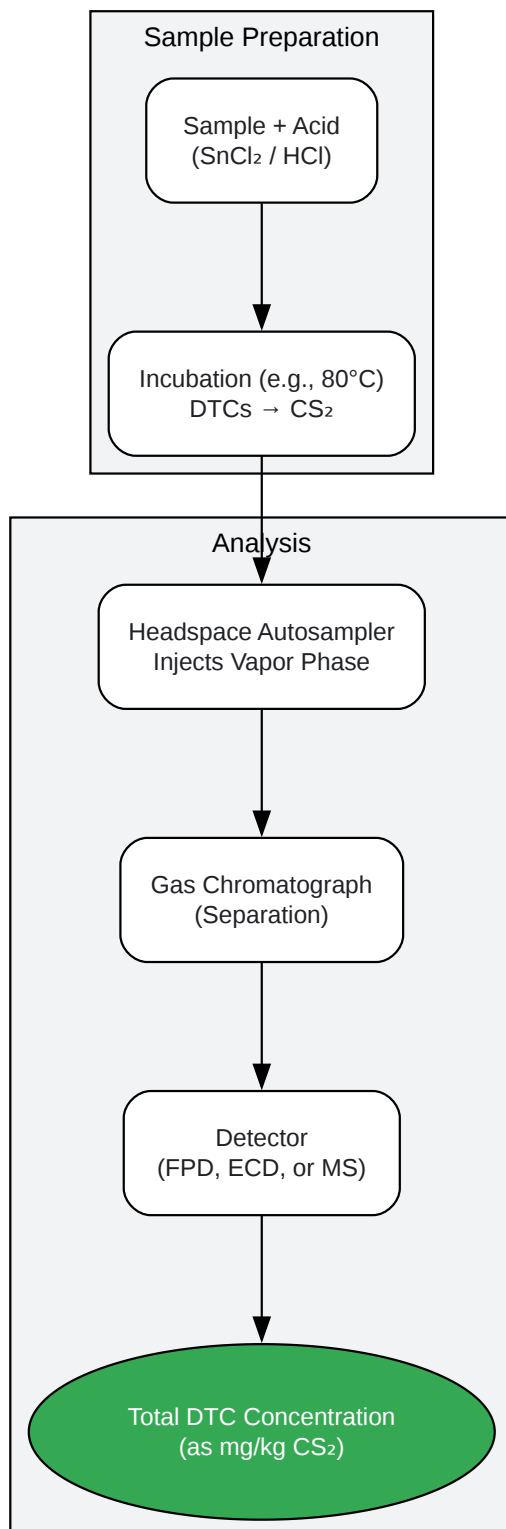 Sample Preparation
Sample + Acid
(SnCl₂ / HCl)
Incubation (e.g., 80°C)
DTCs → CS₂
Analysis
Headspace Autosampler
Injects Vapor Phase
Gas Chromatograph
(Separation)
Detector
(FPD, ECD, or MS)
Total DTC Concentration
(as mg/kg CS₂)